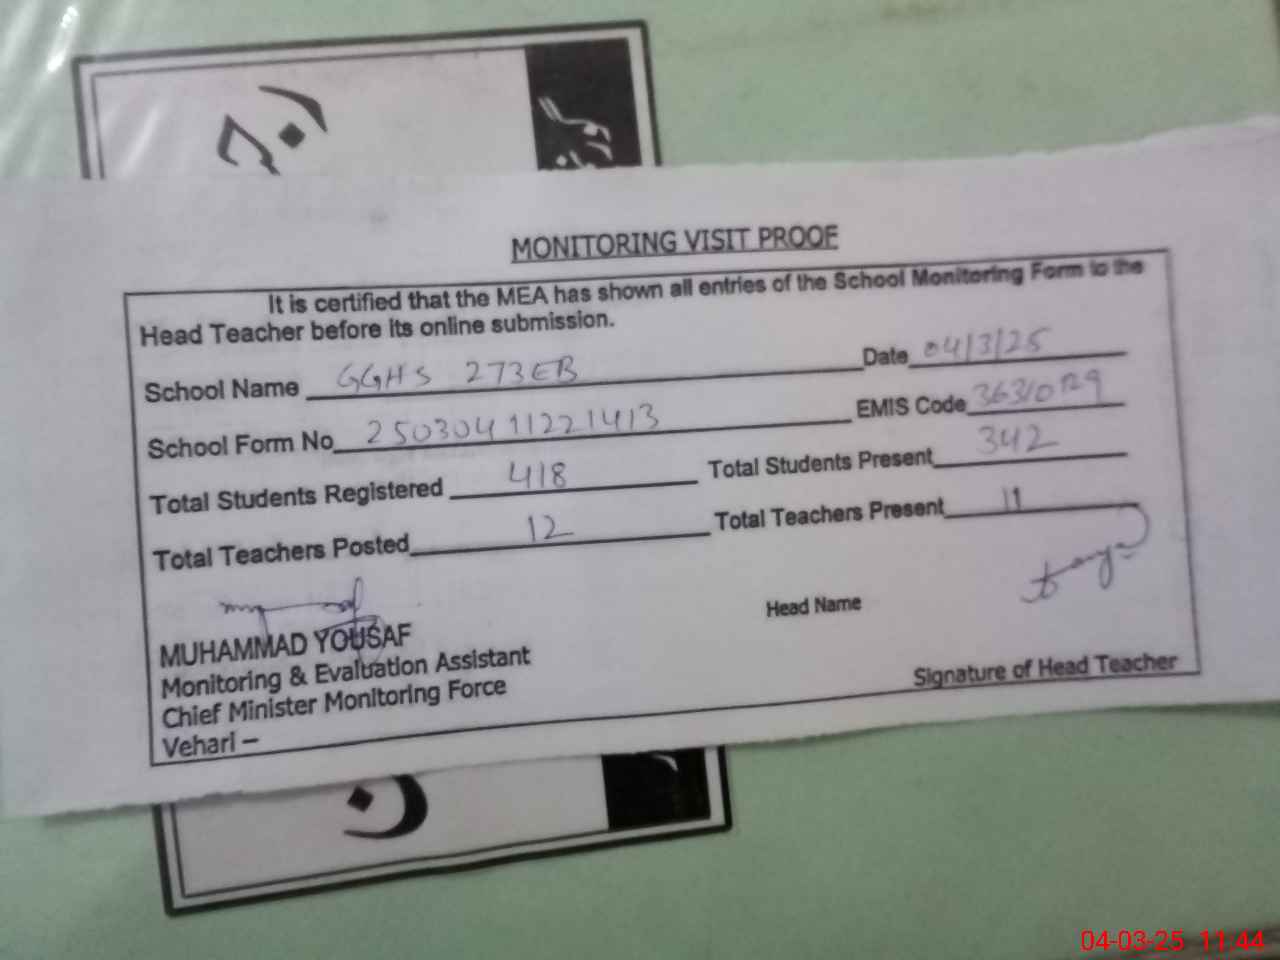 MONITORING VISIT PROOF
It is certified that the MEA has shown all entries of the School Monitoring Form to the
Head Teacher before its online submission.
School Name GGHS 273EB Date 04/3/25
School Form No 25030411221413 EMIS Code 36310129
Total Students Registered 418 Total Students Present 342
Total Teachers Posted 12 Total Teachers Present 11
MUHAMMAD YOUSAF Head Name
Monitoring & Evaluation Assistant
Chief Minister Monitoring Force Signature of Head Teacher
Vehari –
04-03-25 11:44